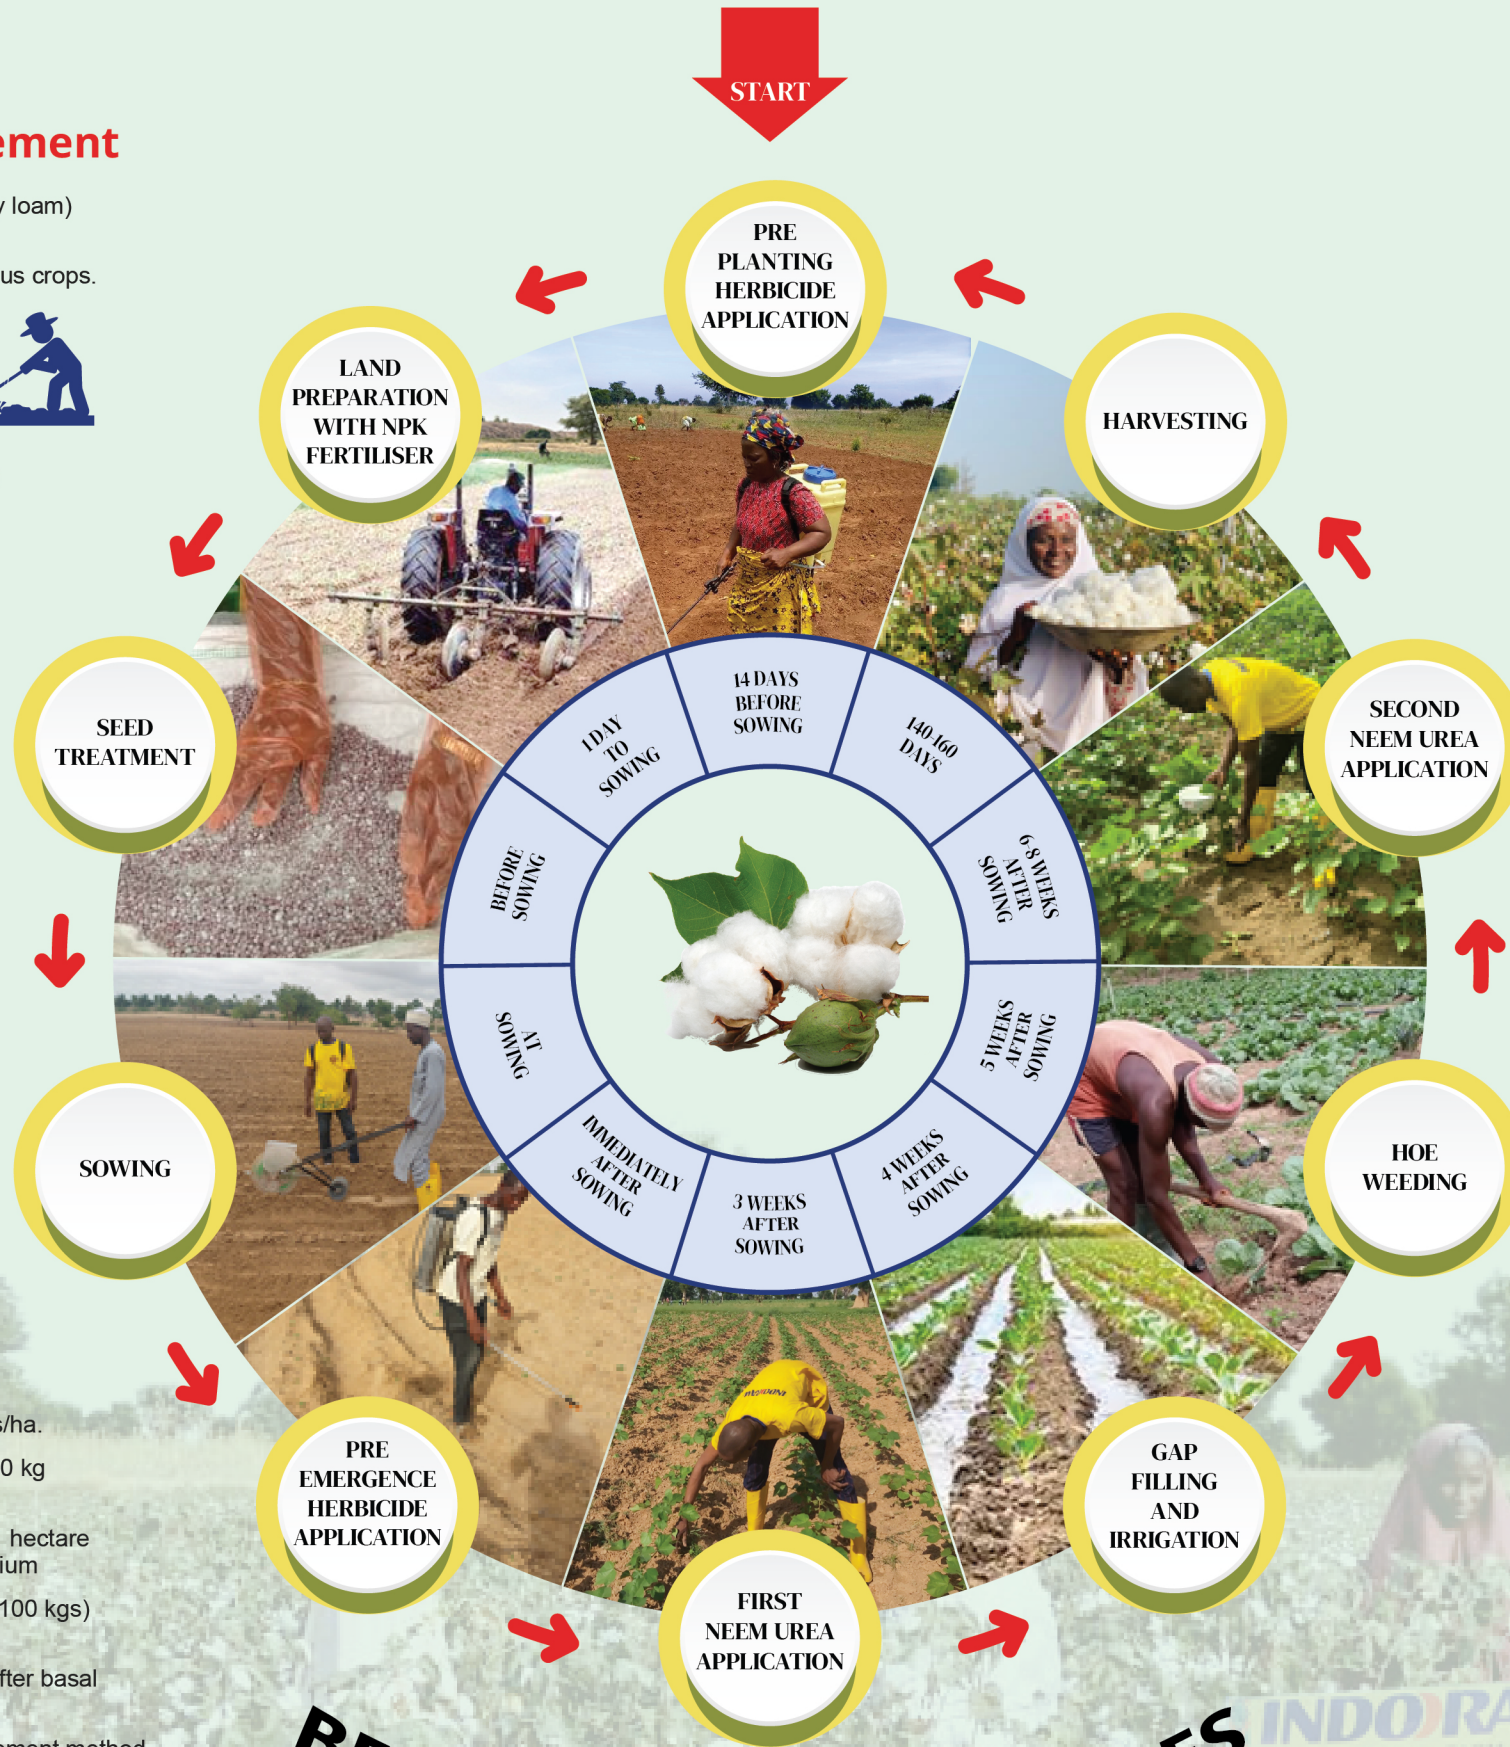 START
ement
y loam)
us crops.
PRE
PLANTING
HERBICIDE
APPLICATION
LAND
PREPARATION
WITH NPK
FERTILISER
SEED
TREATMENT
SOWING
PRE
EMERGENCE
HERBICIDE
APPLICATION
FIRST
NEEM UREA
APPLICATION
GAP
FILLING
AND
IRRIGATION
HOE
WEEDING
SECOND
NEEM UREA
APPLICATION
HARVESTING
14 DAYS
BEFORE
SOWING
1 DAY
TO
SOWING
BEFORE
SOWING
AT
SOWING
IMMEDIATELY
AFTER
SOWING
3 WEEKS
AFTER
SOWING
4 WEEKS
AFTER
SOWING
5 WEEKS
AFTER
SOWING
6-8 WEEKS
AFTER
SOWING
140-160
DAYS
s/ha.
0 kg
hectare
ium
100 kgs)
fter basal
ement method
INDORA